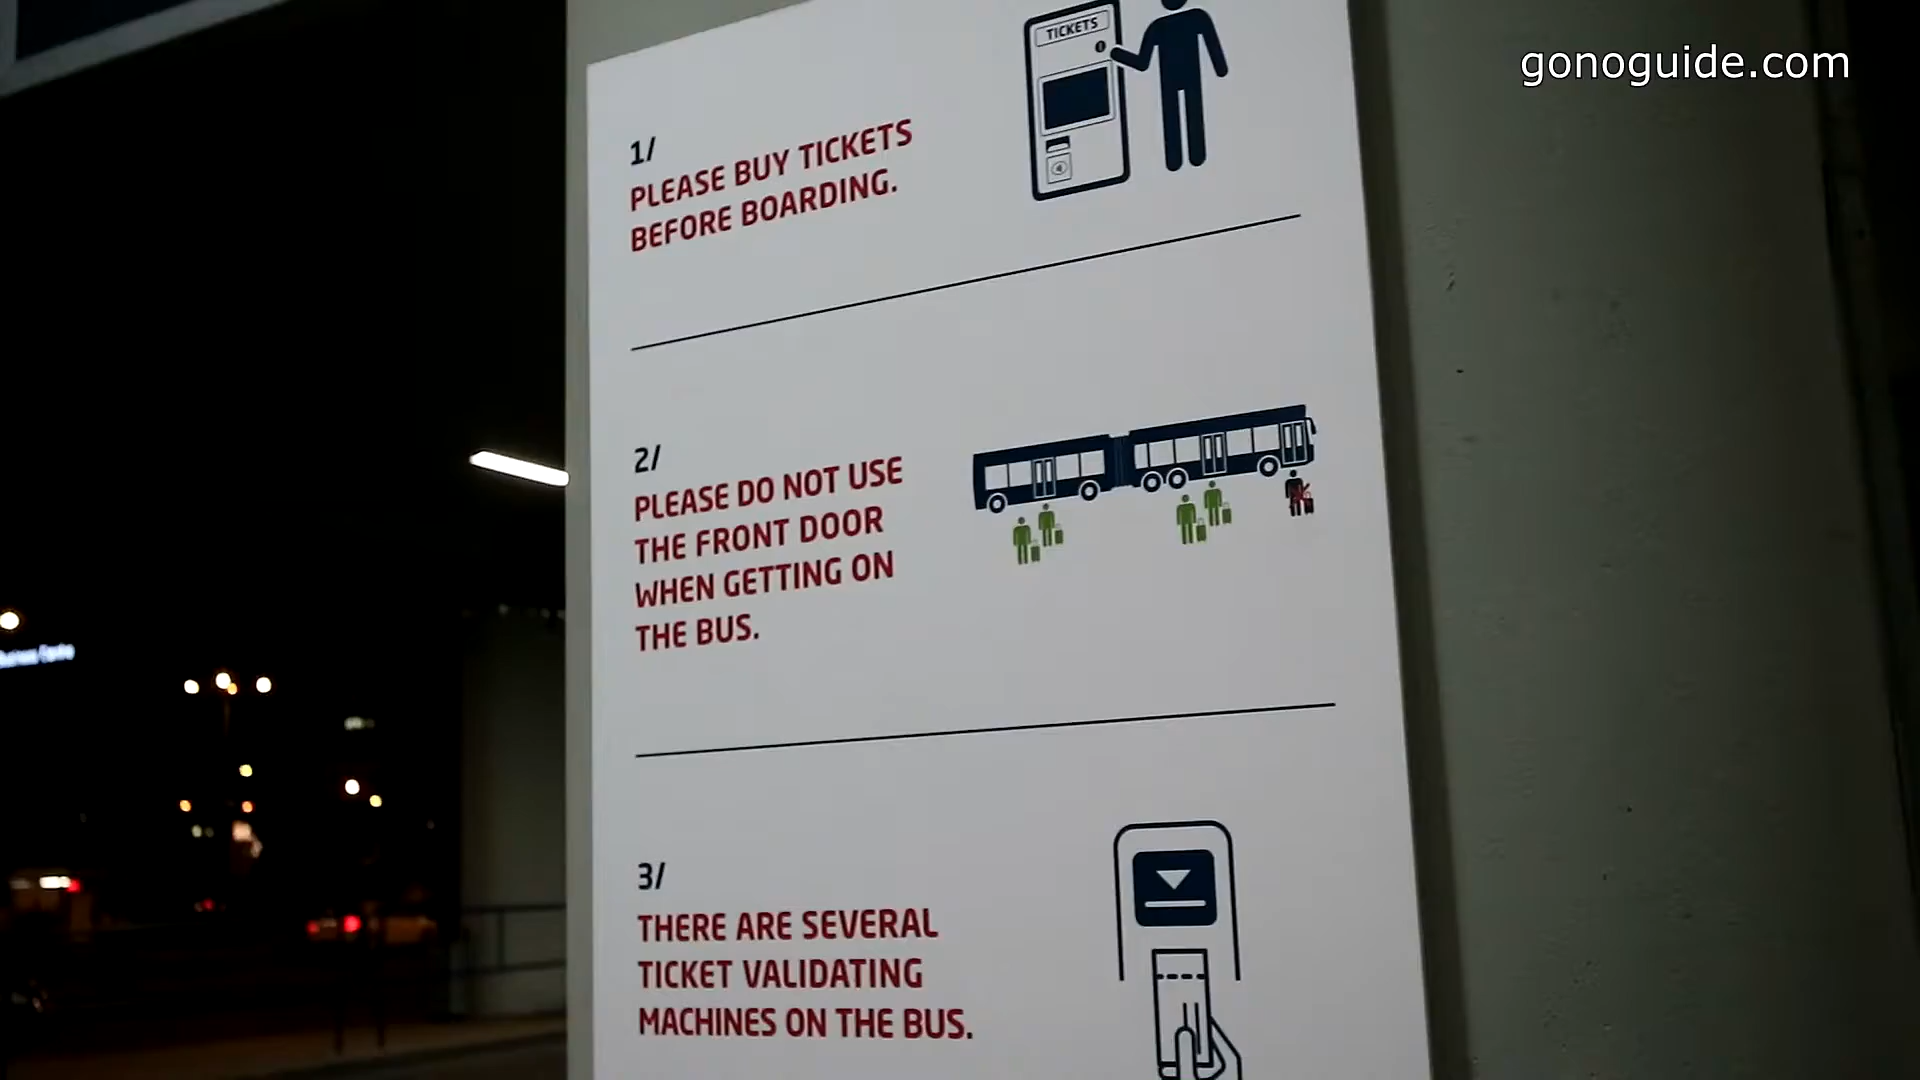 gonoguide.com
TICKETS
1/
PLEASE BUY TICKETS
BEFORE BOARDING.
2/
PLEASE DO NOT USE
THE FRONT DOOR
WHEN GETTING ON
THE BUS.
3/
THERE ARE SEVERAL
TICKET VALIDATING
MACHINES ON THE BUS.